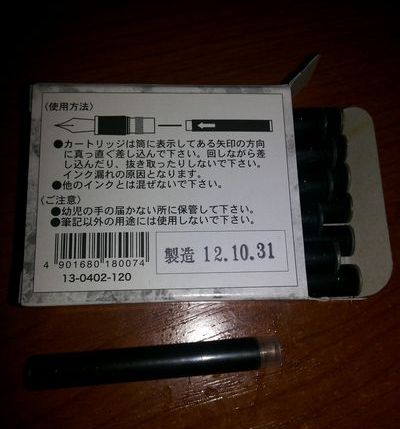 〈使用方法〉
●カートリッジは筒に表示してある矢印の方向
に真っ直ぐ差し込んで下さい。回しながら差
し込んだり、抜き取ったりしないで下さい。
インク漏れの原因となります。
●他のインクとは混ぜないで下さい。
〈ご注意〉
●幼児の手の届かない所に保管して下さい。
●筆記以外の用途には使用しないで下さい。
4 901680 180074
13-0402-120
製造 12.10.31